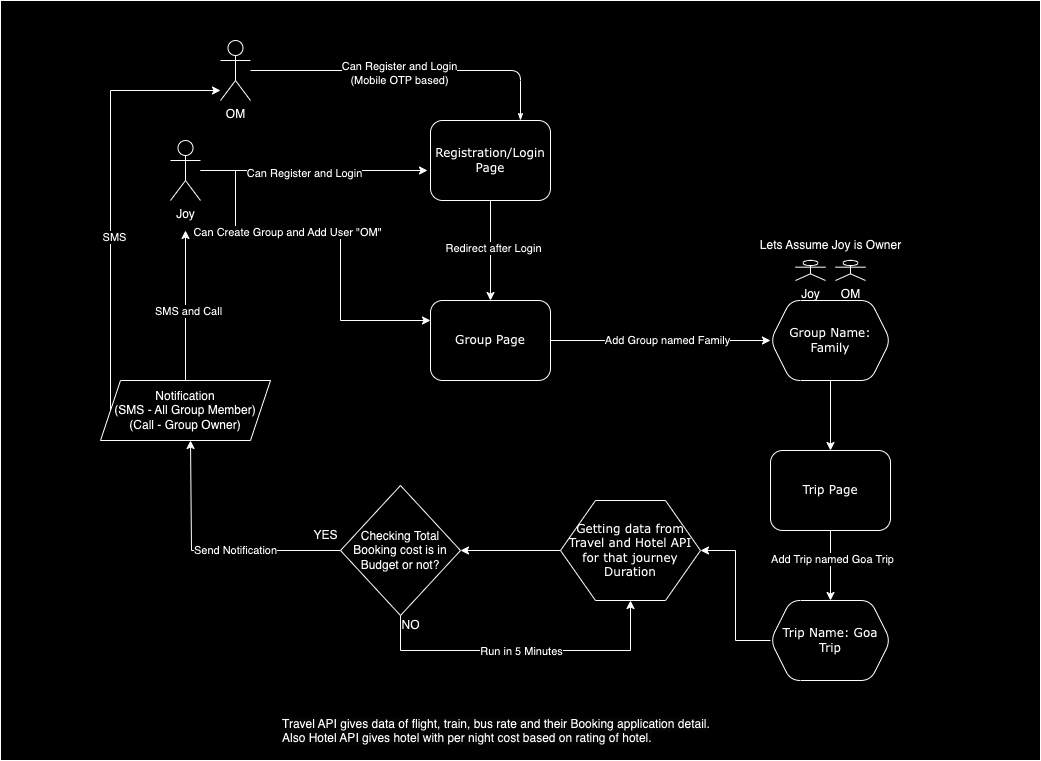 Can Register and Login
(Mobile OTP based)
OM
Registration/Login
Page
Can Register and Login
Joy
Can Create Group and Add User "OM"
SMS
Redirect after Login
Lets Assume Joy is Owner
Joy
OM
SMS and Call
Group Page
Add Group named Family
Group Name:
Family
Notification
(SMS - All Group Member)
(Call - Group Owner)
Trip Page
Add Trip named Goa Trip
Trip Name: Goa
Trip
Getting data from
Travel and Hotel API
for that journey
Duration
Checking Total
Booking cost is in
Budget or not?
YES
Send Notification
NO
Run in 5 Minutes
Travel API gives data of flight, train, bus rate and their Booking application detail.
Also Hotel API gives hotel with per night cost based on rating of hotel.